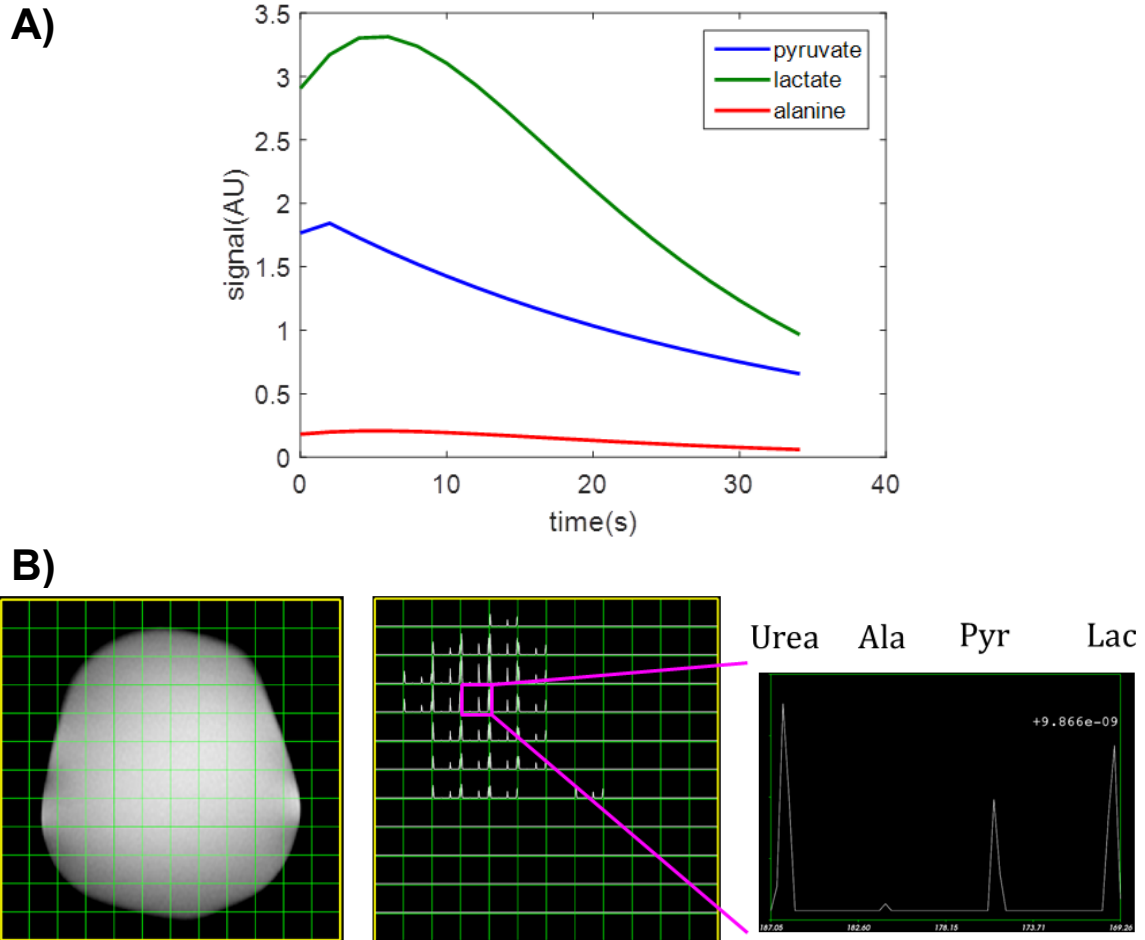 A)
3.5
3
2.5
2
1.5
1
0.5
0
signal(AU)
pyruvate
lactate
alanine
0 10 20 30 40
time(s)
B)
Urea Ala Pyr Lac
+9.866e-09
187.05 182.60 178.15 173.71 169.26